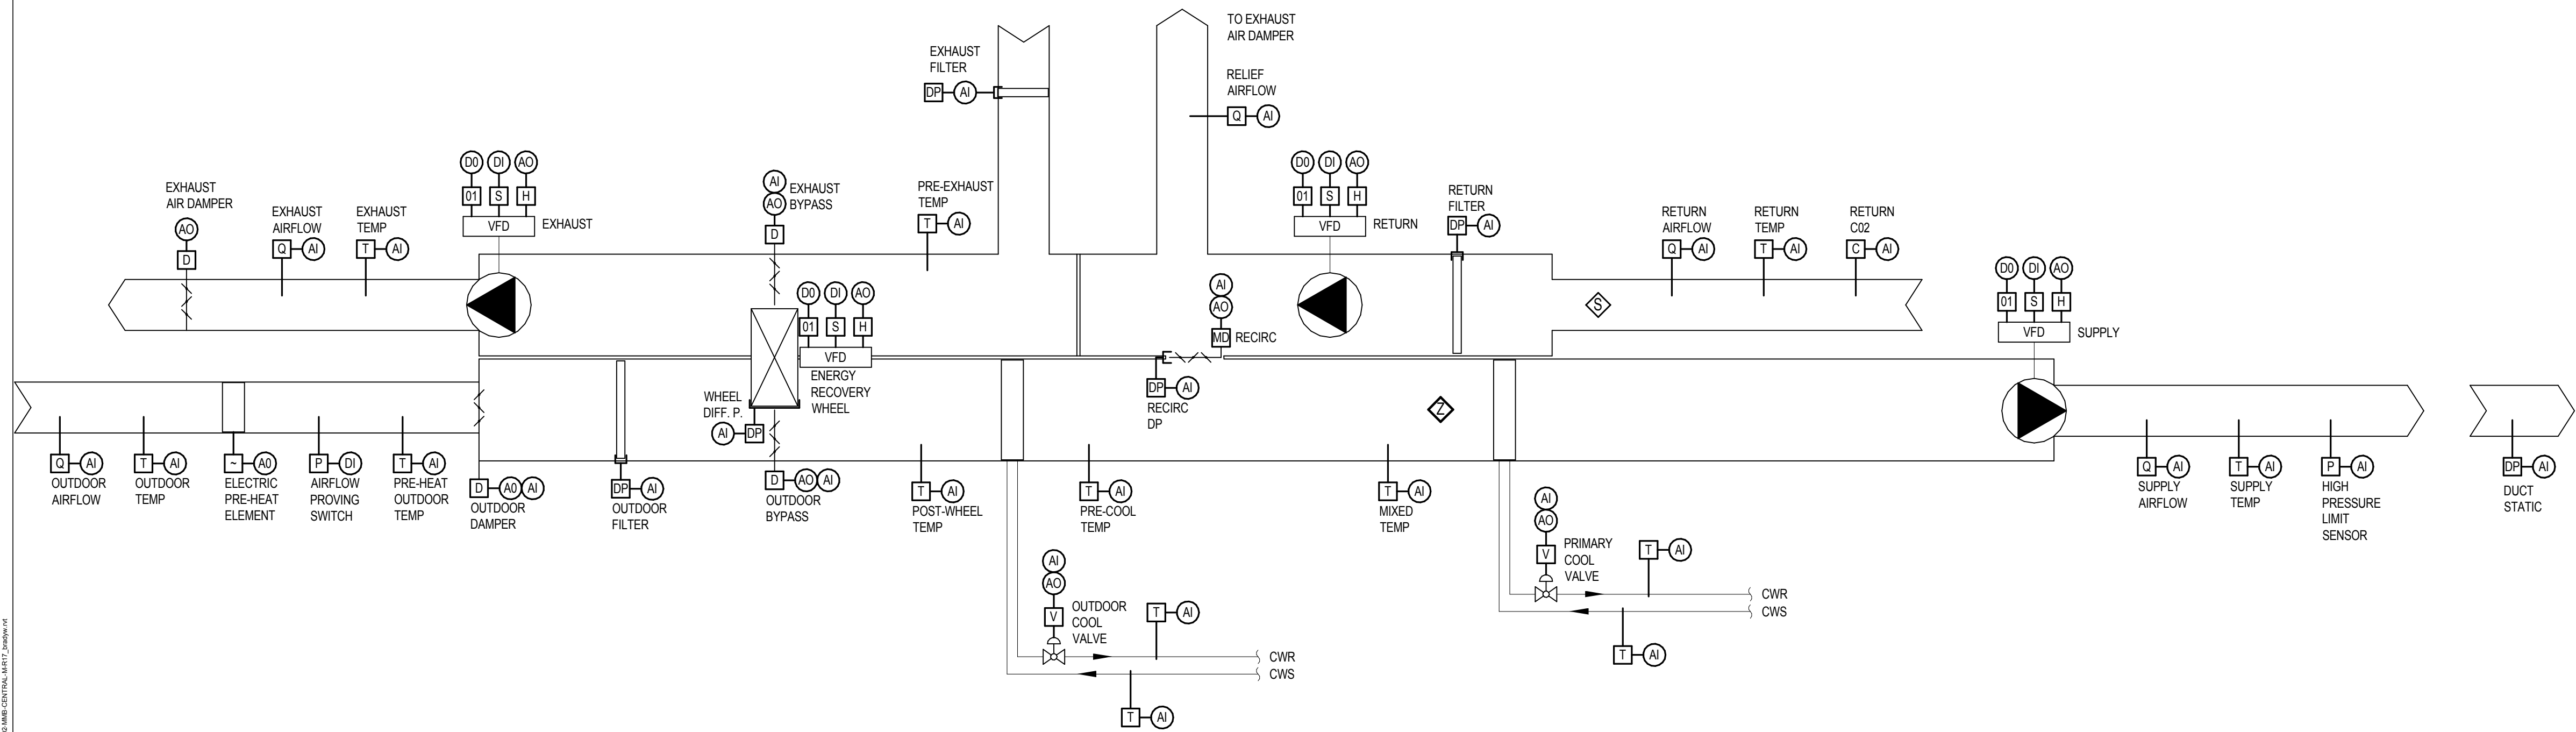 TO EXHAUST
AIR DAMPER
EXHAUST
FILTER
DP AI
RELIEF
AIRFLOW
Q AI
EXHAUST
AIR DAMPER
AO
D
EXHAUST
AIRFLOW
Q AI
EXHAUST
TEMP
T AI
D0 DI AO
01 S H
VFD EXHAUST
AI
AO
EXHAUST
BYPASS
D
PRE-EXHAUST
TEMP
T AI
D0 DI AO
01 S H
VFD RETURN
RETURN
FILTER
DP AI
RETURN
AIRFLOW
Q AI
RETURN
TEMP
T AI
RETURN
C02
C AI
S
D0 DI AO
01 S H
VFD SUPPLY
D0 DI AO
01 S H
VFD
ENERGY
RECOVERY
WHEEL
AI
AO
MD RECIRC
WHEEL
DIFF. P.
AI DP
DP AI
RECIRC
DP
Z
Q AI
OUTDOOR
AIRFLOW
T AI
OUTDOOR
TEMP
~ A0
ELECTRIC
PRE-HEAT
ELEMENT
P DI
AIRFLOW
PROVING
SWITCH
T AI
PRE-HEAT
OUTDOOR
TEMP
D A0 AI
OUTDOOR
DAMPER
DP AI
OUTDOOR
FILTER
D AO AI
OUTDOOR
BYPASS
T AI
POST-WHEEL
TEMP
T AI
PRE-COOL
TEMP
T AI
MIXED
TEMP
Q AI
SUPPLY
AIRFLOW
T AI
SUPPLY
TEMP
P AI
HIGH
PRESSURE
LIMIT
SENSOR
DP AI
DUCT
STATIC
AI
AO
V
OUTDOOR
COOL
VALVE
T AI
CWR
CWS
T AI
AI
AO
V
PRIMARY
COOL
VALVE
T AI
CWR
CWS
T AI
MMB-CENTRAL-M-R17_bradyw.rvt